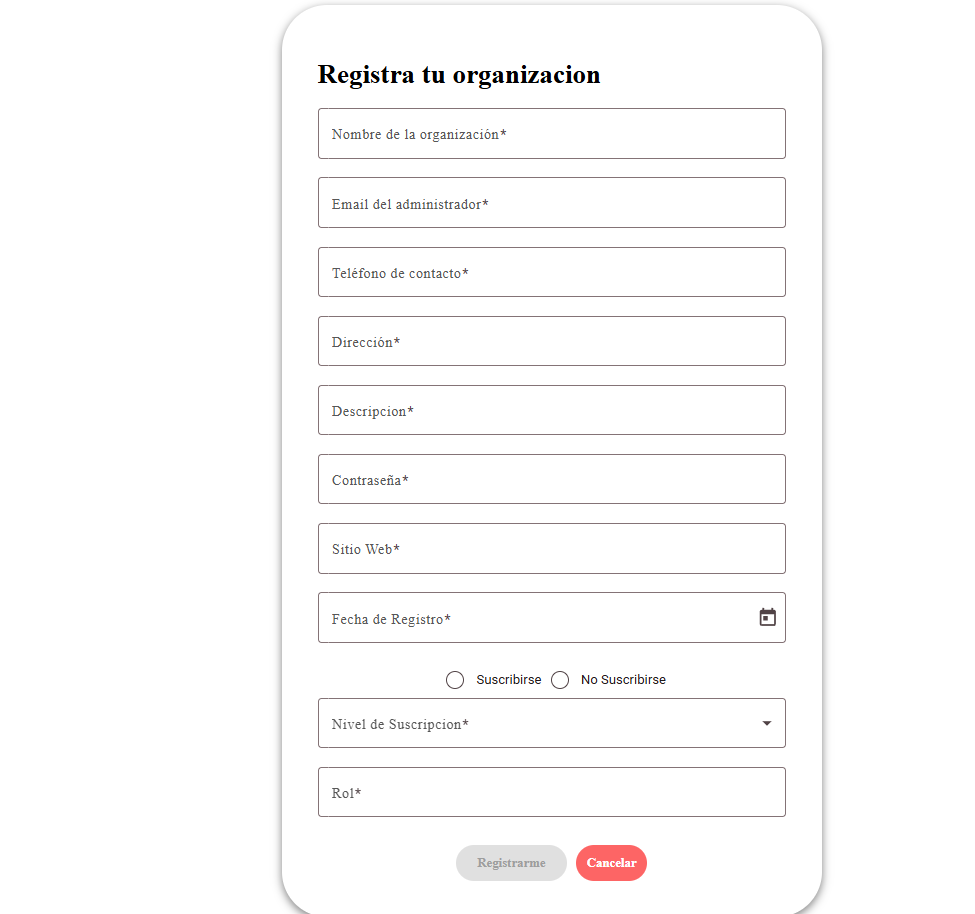 Registra tu organizacion
Nombre de la organización*
Email del administrador*
Teléfono de contacto*
Dirección*
Descripcion*
Contraseña*
Sitio Web*
Fecha de Registro*
Suscribirse No Suscribirse
Nivel de Suscripcion*
Rol*
Registrarme Cancelar